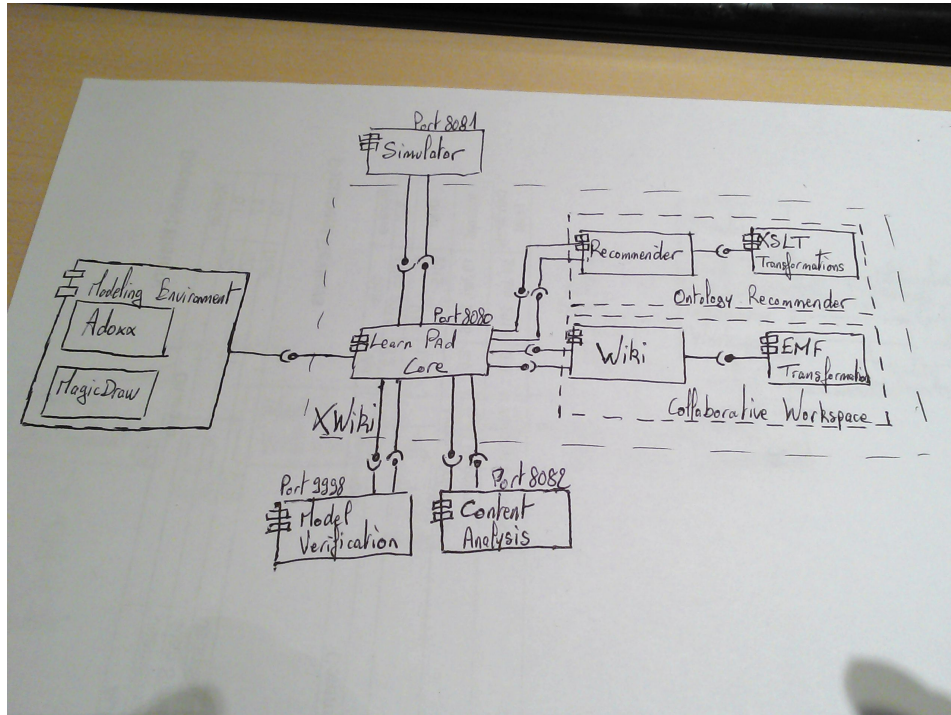 Port 8081
Simulator
Recommender
XSLT
Transformations
Ontology Recommender
Modeling Environment
Adoxx
MagicDraw
Port 8080
Learn PAd
Core
Wiki
EMF
Transformation
Collaborative Workspace
XWiki
Port 9998
Model
Verification
Port 8082
Content
Analysis